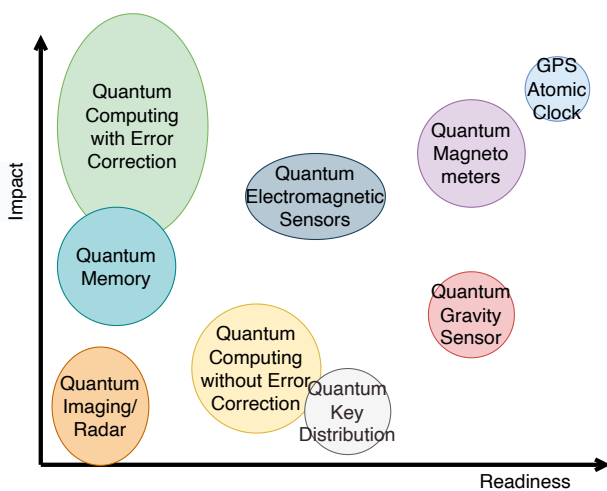 GPS
Atomic
Clock
Quantum
Computing
with Error
Correction
Quantum
Magneto
meters
Quantum
Electromagnetic
Sensors
Impact
Quantum
Memory
Quantum
Gravity
Sensor
Quantum
Computing
without Error
Correction
Quantum
Imaging/
Radar
Quantum
Key
Distribution
Readiness